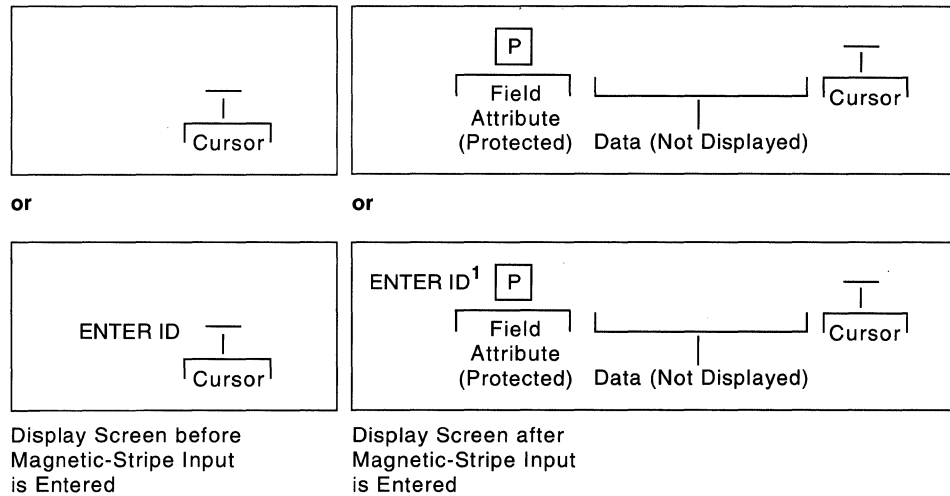 Cursor
P
Field
Attribute
(Protected)
Data (Not Displayed)
Cursor
or
or
ENTER ID
Cursor
ENTER ID¹ P
Field
Attribute
(Protected)
Data (Not Displayed)
Cursor
Display Screen before
Magnetic-Stripe Input
is Entered
Display Screen after
Magnetic-Stripe Input
is Entered